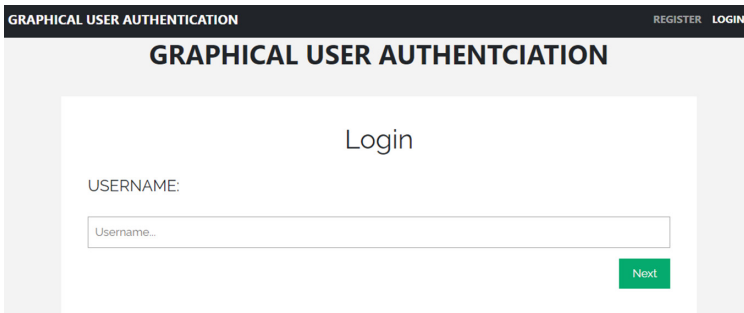 GRAPHICAL USER AUTHENTICATION REGISTER LOGIN
GRAPHICAL USER AUTHENTCIATION
Login
USERNAME:
Username...
Next